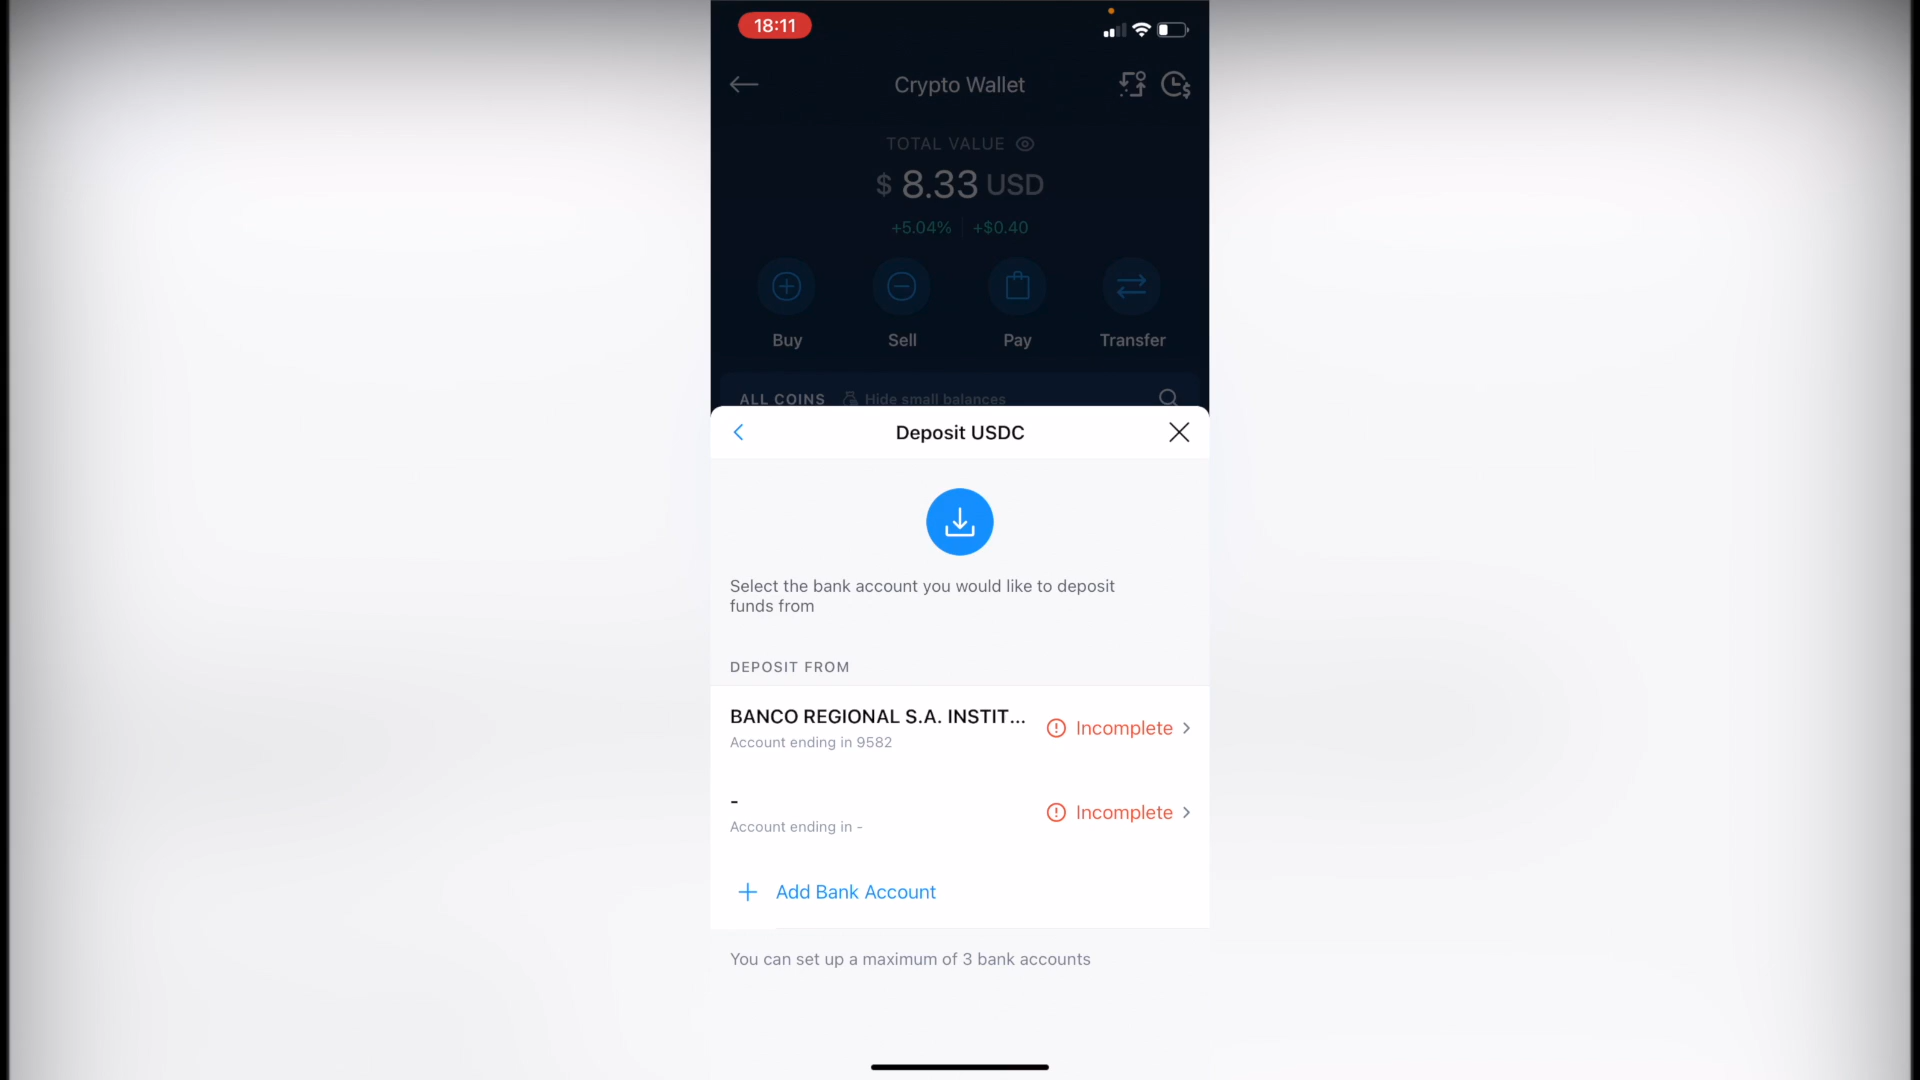 18:11
Crypto Wallet
TOTAL VALUE
$ 8.33 USD
+5.04% +$0.40
Buy Sell Pay Transfer
ALL COINS Hide small balances
Deposit USDC
Select the bank account you would like to deposit
funds from
DEPOSIT FROM
BANCO REGIONAL S.A. INSTIT...
Incomplete
Account ending in 9582
-
Incomplete
Account ending in -
+ Add Bank Account
You can set up a maximum of 3 bank accounts